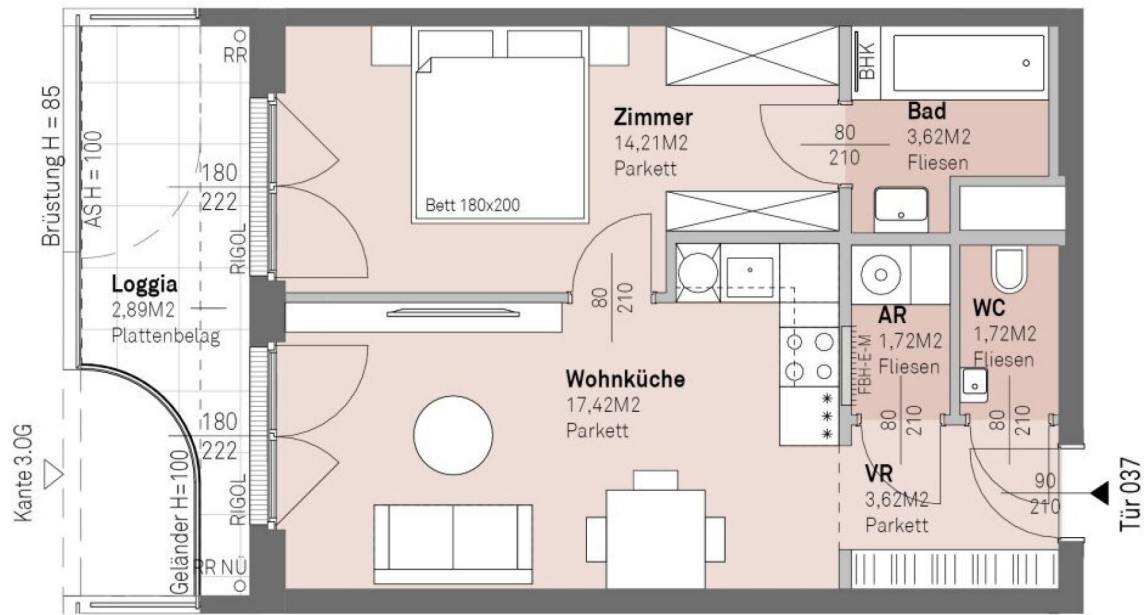 RR
BHK
Zimmer
14,21M2
Parkett
80
210
Bad
3,62M2
Fliesen
Brüstung H = 85
AS H = 100
180
222
RIGOL
Bett 180x200
Loggia
2,89M2
Plattenbelag
80
210
AR
1,72M2
Fliesen
WC
1,72M2
Fliesen
FBH-E-M
Wohnküche
17,42M2
Parkett
80
210
80
210
180
222
RIGOL
Kante 3.OG
Geländer H=100
VR
3,62M2
Parkett
90
210
Tür 037
RR NÜ